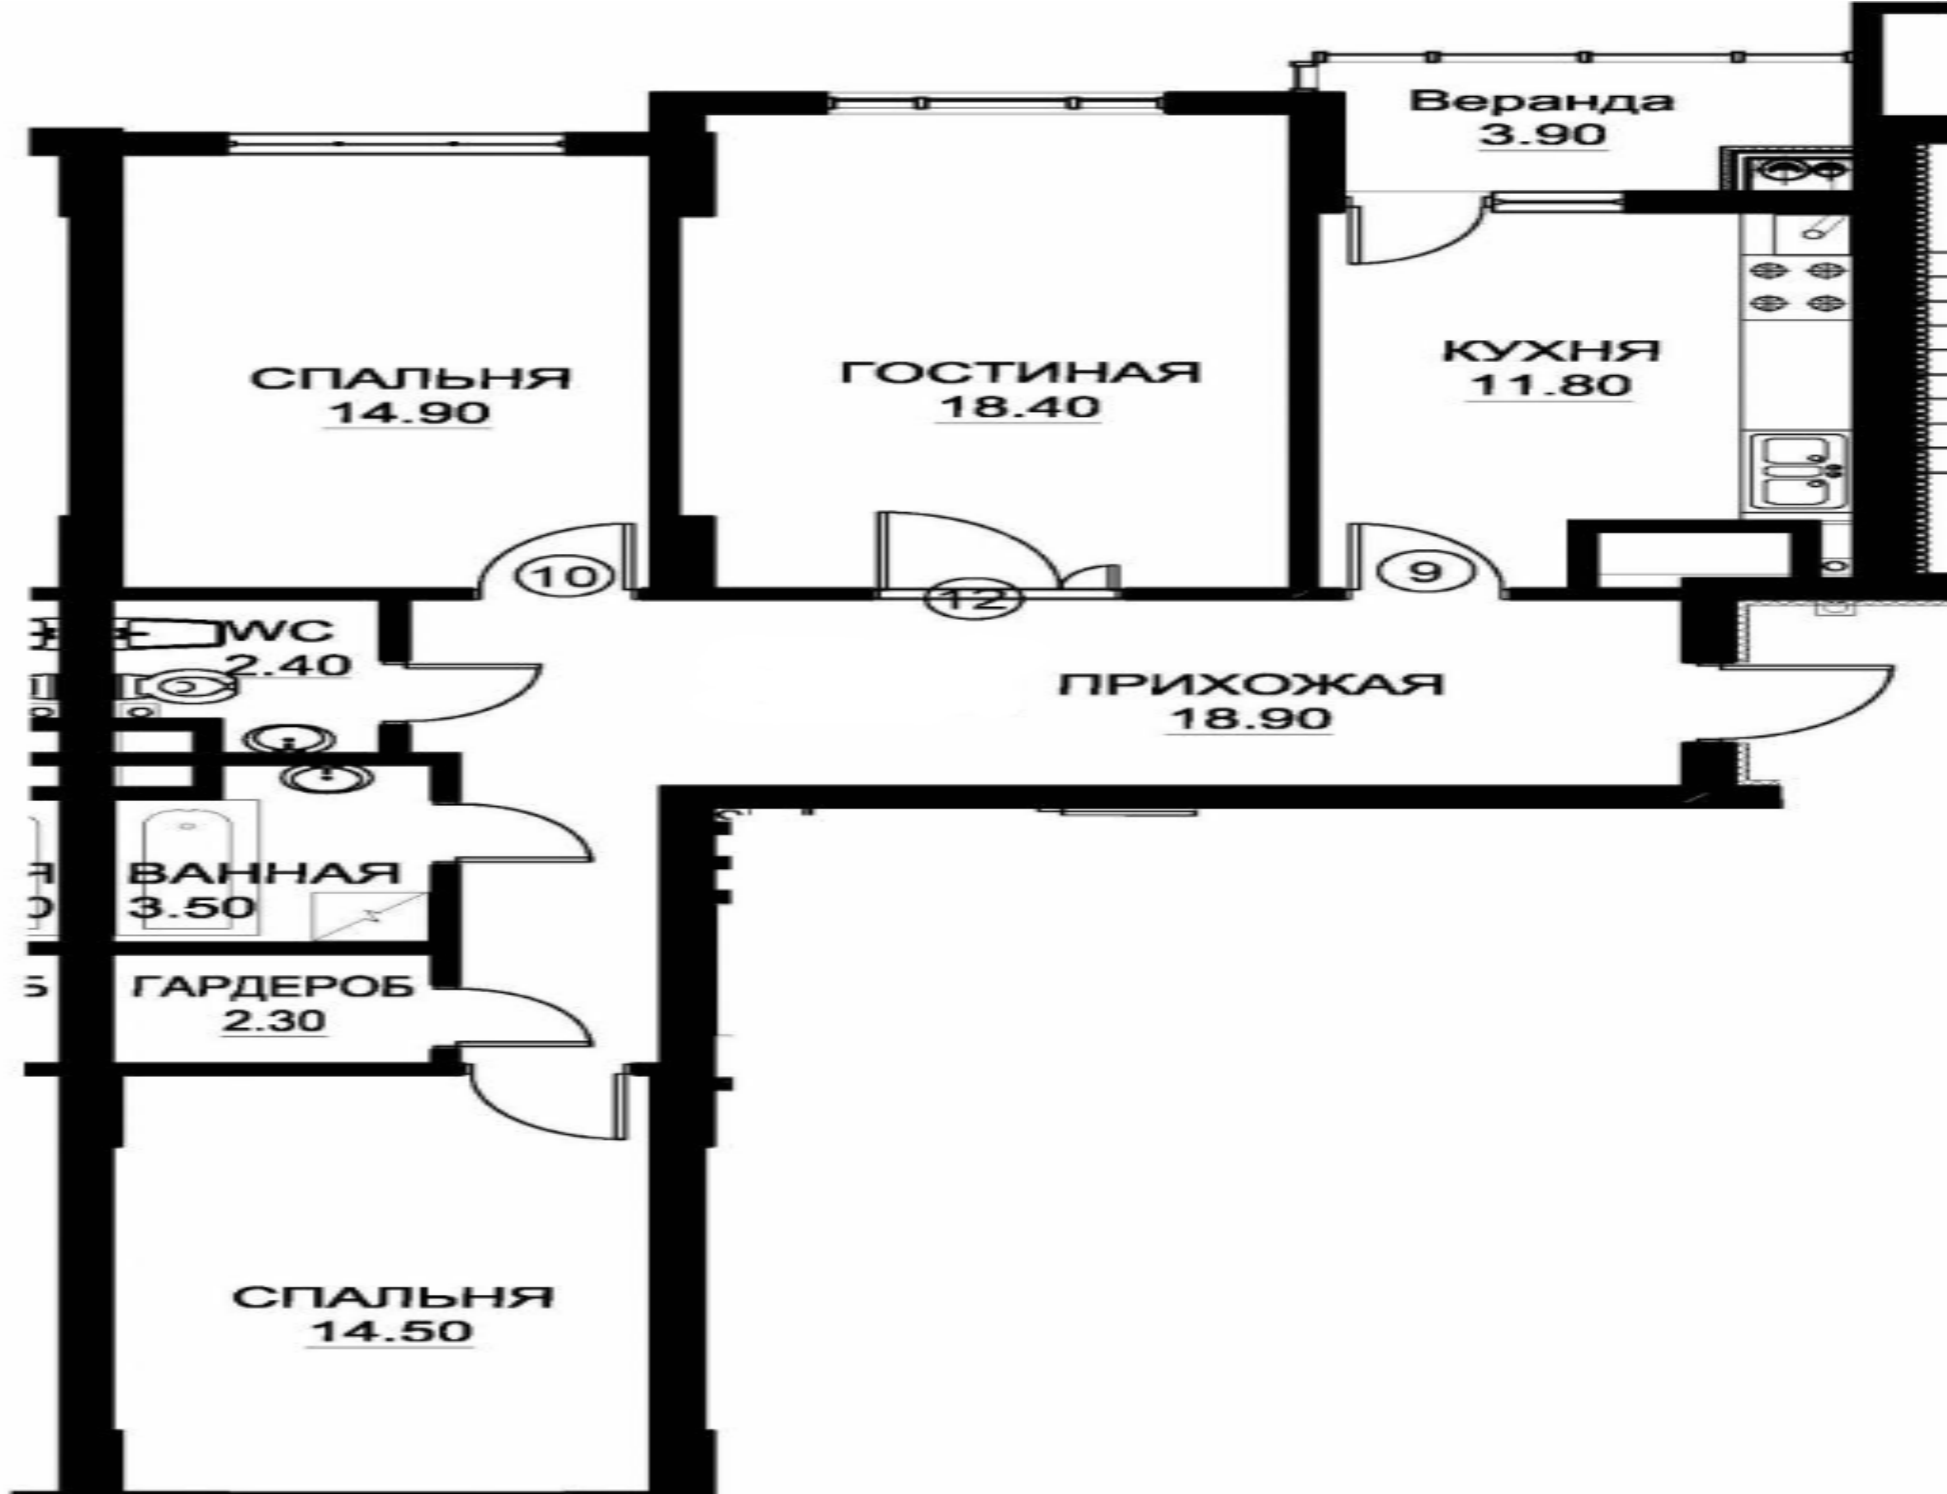 Веранда
3.90
СПАЛЬНЯ
14.90
ГОСТИНАЯ
18.40
КУХНЯ
11.80
10
12
9
WC
2.40
ПРИХОЖАЯ
18.90
ВАННАЯ
3.50
ГАРДЕРОБ
2.30
СПАЛЬНЯ
14.50